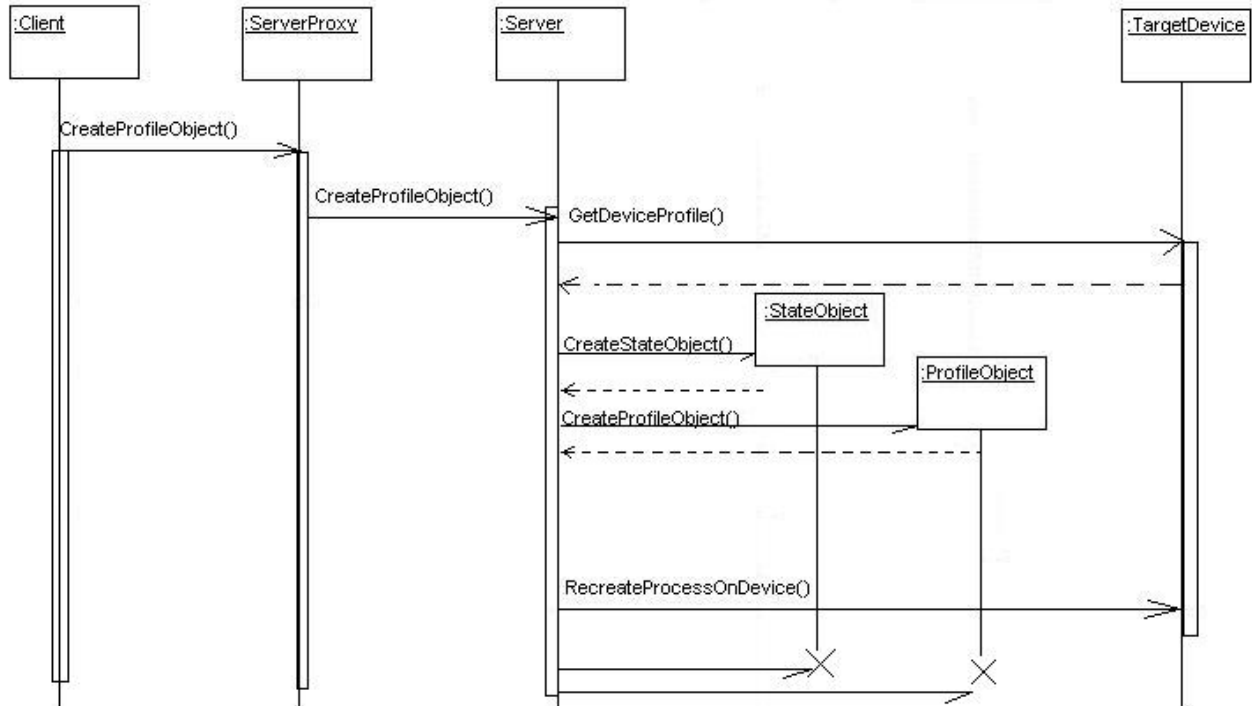 :Client
:ServerProxy
:Server
:TargetDevice
CreateProfileObject()
CreateProfileObject()
GetDeviceProfile()
:StateObject
CreateStateObject()
:ProfileObject
CreateProfileObject()
RecreateProcessOnDevice()